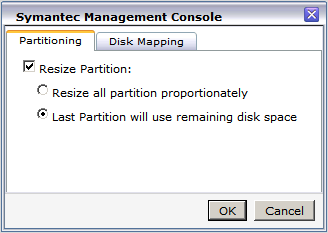 Symantec Management Console
Partitioning
Disk Mapping
Resize Partition:
Resize all partition proportionately
Last Partition will use remaining disk space
OK
Cancel